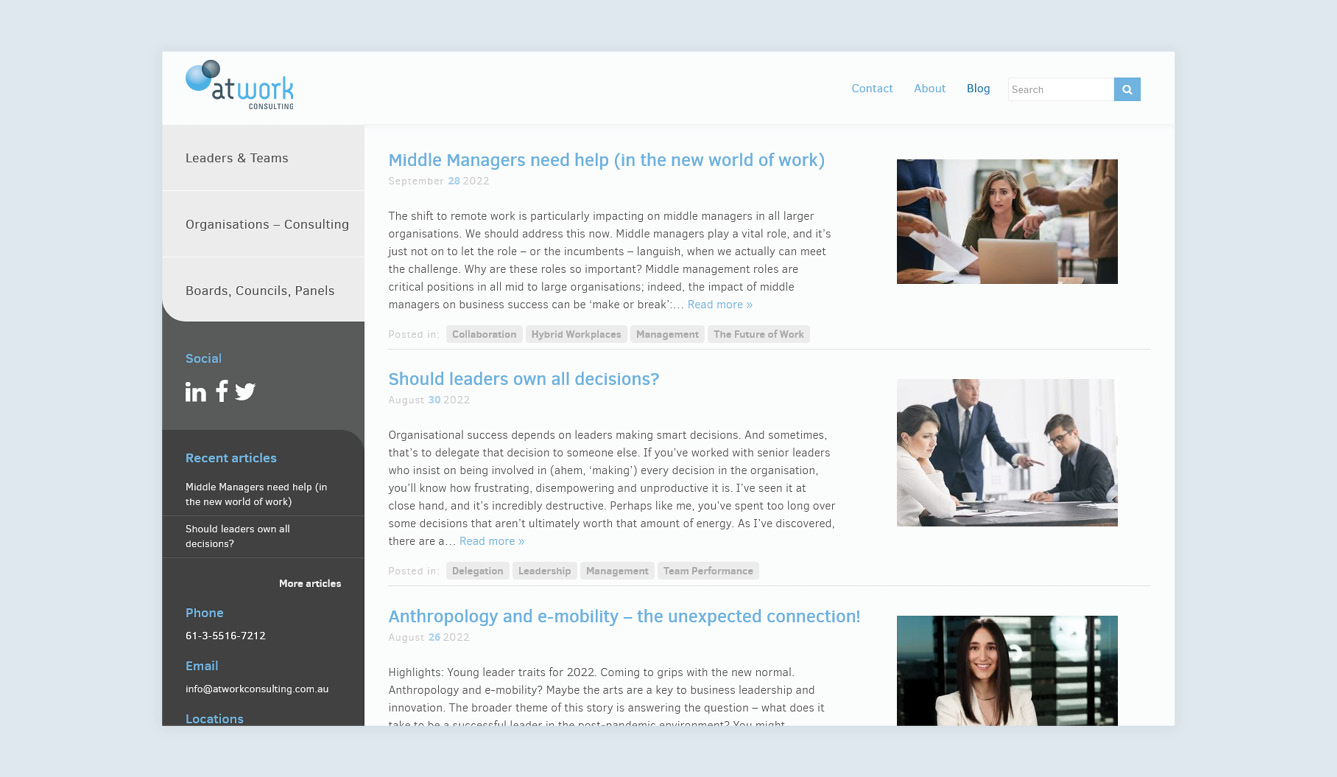 atwork
CONSULTING
Contact
About
Blog
Search
Leaders & Teams
Organisations – Consulting
Boards, Councils, Panels
Social
Recent articles
Middle Managers need help (in
the new world of work)
Should leaders own all
decisions?
More articles
Phone
61-3-5516-7212
Email
info@atworkconsulting.com.au
Locations
Middle Managers need help (in the new world of work)
September 28 2022
The shift to remote work is particularly impacting on middle managers in all larger
organisations. We should address this now. Middle managers play a vital role, and it's
just not on to let the role – or the incumbents – languish, when we actually can meet
the challenge. Why are these roles so important? Middle management roles are
critical positions in all mid to large organisations; indeed, the impact of middle
managers on business success can be ‘make or break’:… Read more »
Posted in: Collaboration Hybrid Workplaces Management The Future of Work
Should leaders own all decisions?
August 30 2022
Organisational success depends on leaders making smart decisions. And sometimes,
that’s to delegate that decision to someone else. If you’ve worked with senior leaders
who insist on being involved in (ahem, ‘making’) every decision in the organisation,
you’ll know how frustrating, disempowering and unproductive it is. I’ve seen it at
close hand, and it’s incredibly destructive. Perhaps like me, you’ve spent too long over
some decisions that aren’t ultimately worth that amount of energy. As I’ve discovered,
there are a… Read more »
Posted in: Delegation Leadership Management Team Performance
Anthropology and e-mobility – the unexpected connection!
August 26 2022
Highlights: Young leader traits for 2022. Coming to grips with the new normal.
Anthropology and e-mobility? Maybe the arts are a key to business leadership and
innovation. The broader theme of this story is answering the question – what does it
take to be a successful leader in the post-pandemic environment? You might